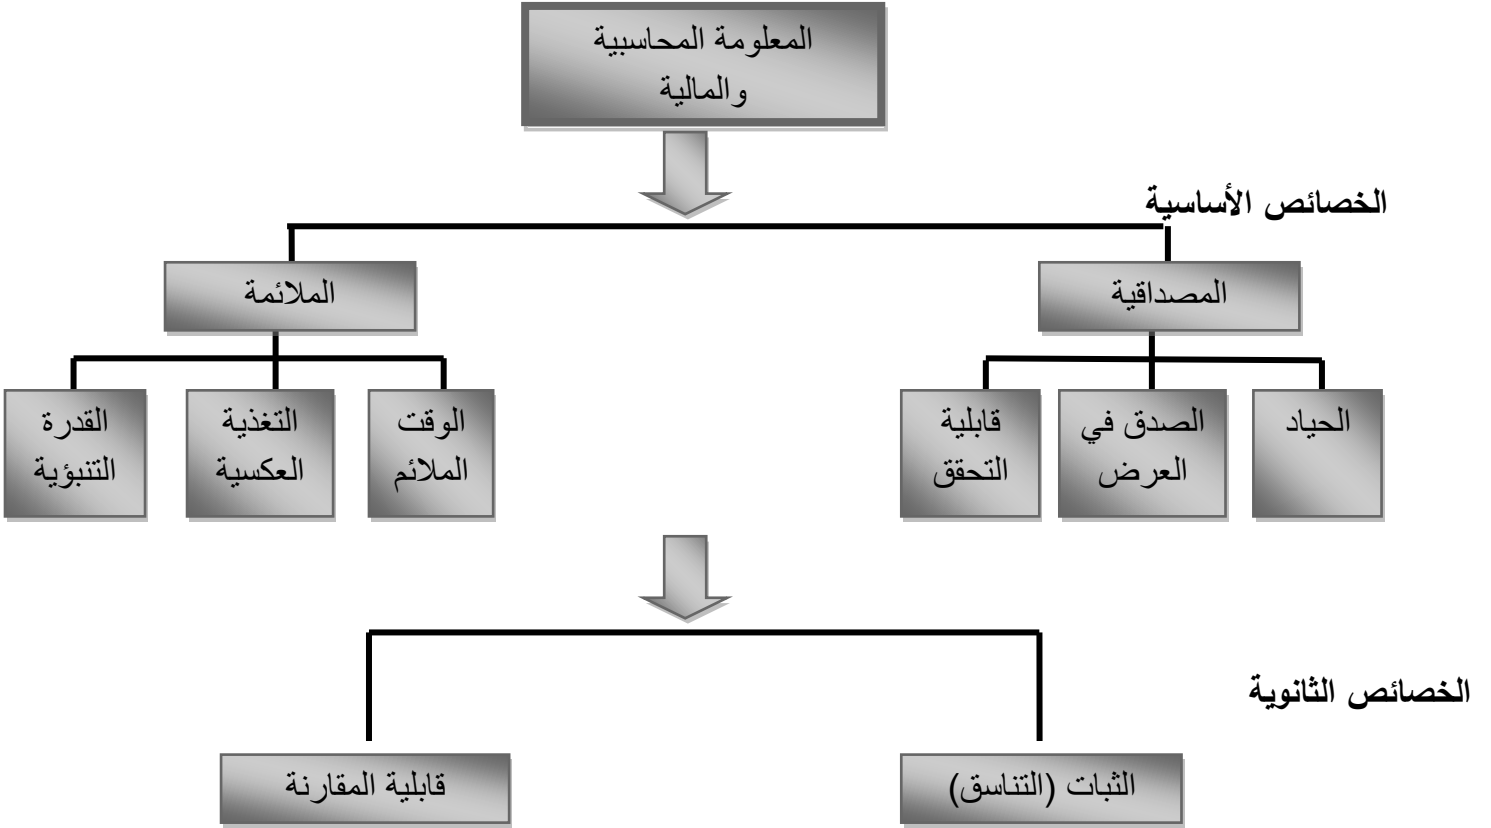 المعلومة المحاسبية
والمالية
الخصائص الأساسية
المصداقية
الملائمة
الحياد
الصدق في
العرض
قابلية
التحقق
الوقت
الملائم
التغذية
العكسية
القدرة
التنبؤية
الخصائص الثانوية
الثبات (التناسق)
قابلية المقارنة